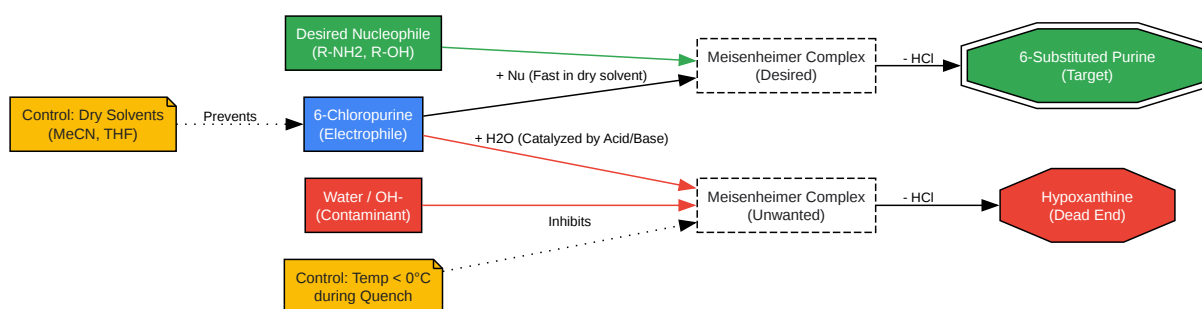 Desired Nucleophile
(R-NH2, R-OH)
Meisenheimer Complex
(Desired)
- HCl
6-Substituted Purine
(Target)
+ Nu (Fast in dry solvent)
Control: Dry Solvents
(MeCN, THF)
Prevents
6-Chloropurine
(Electrophile)
+ H2O (Catalyzed by Acid/Base)
Water / OH-
(Contaminant)
Inhibits
Meisenheimer Complex
(Unwanted)
- HCl
Hypoxanthine
(Dead End)
Control: Temp < 0°C
during Quench